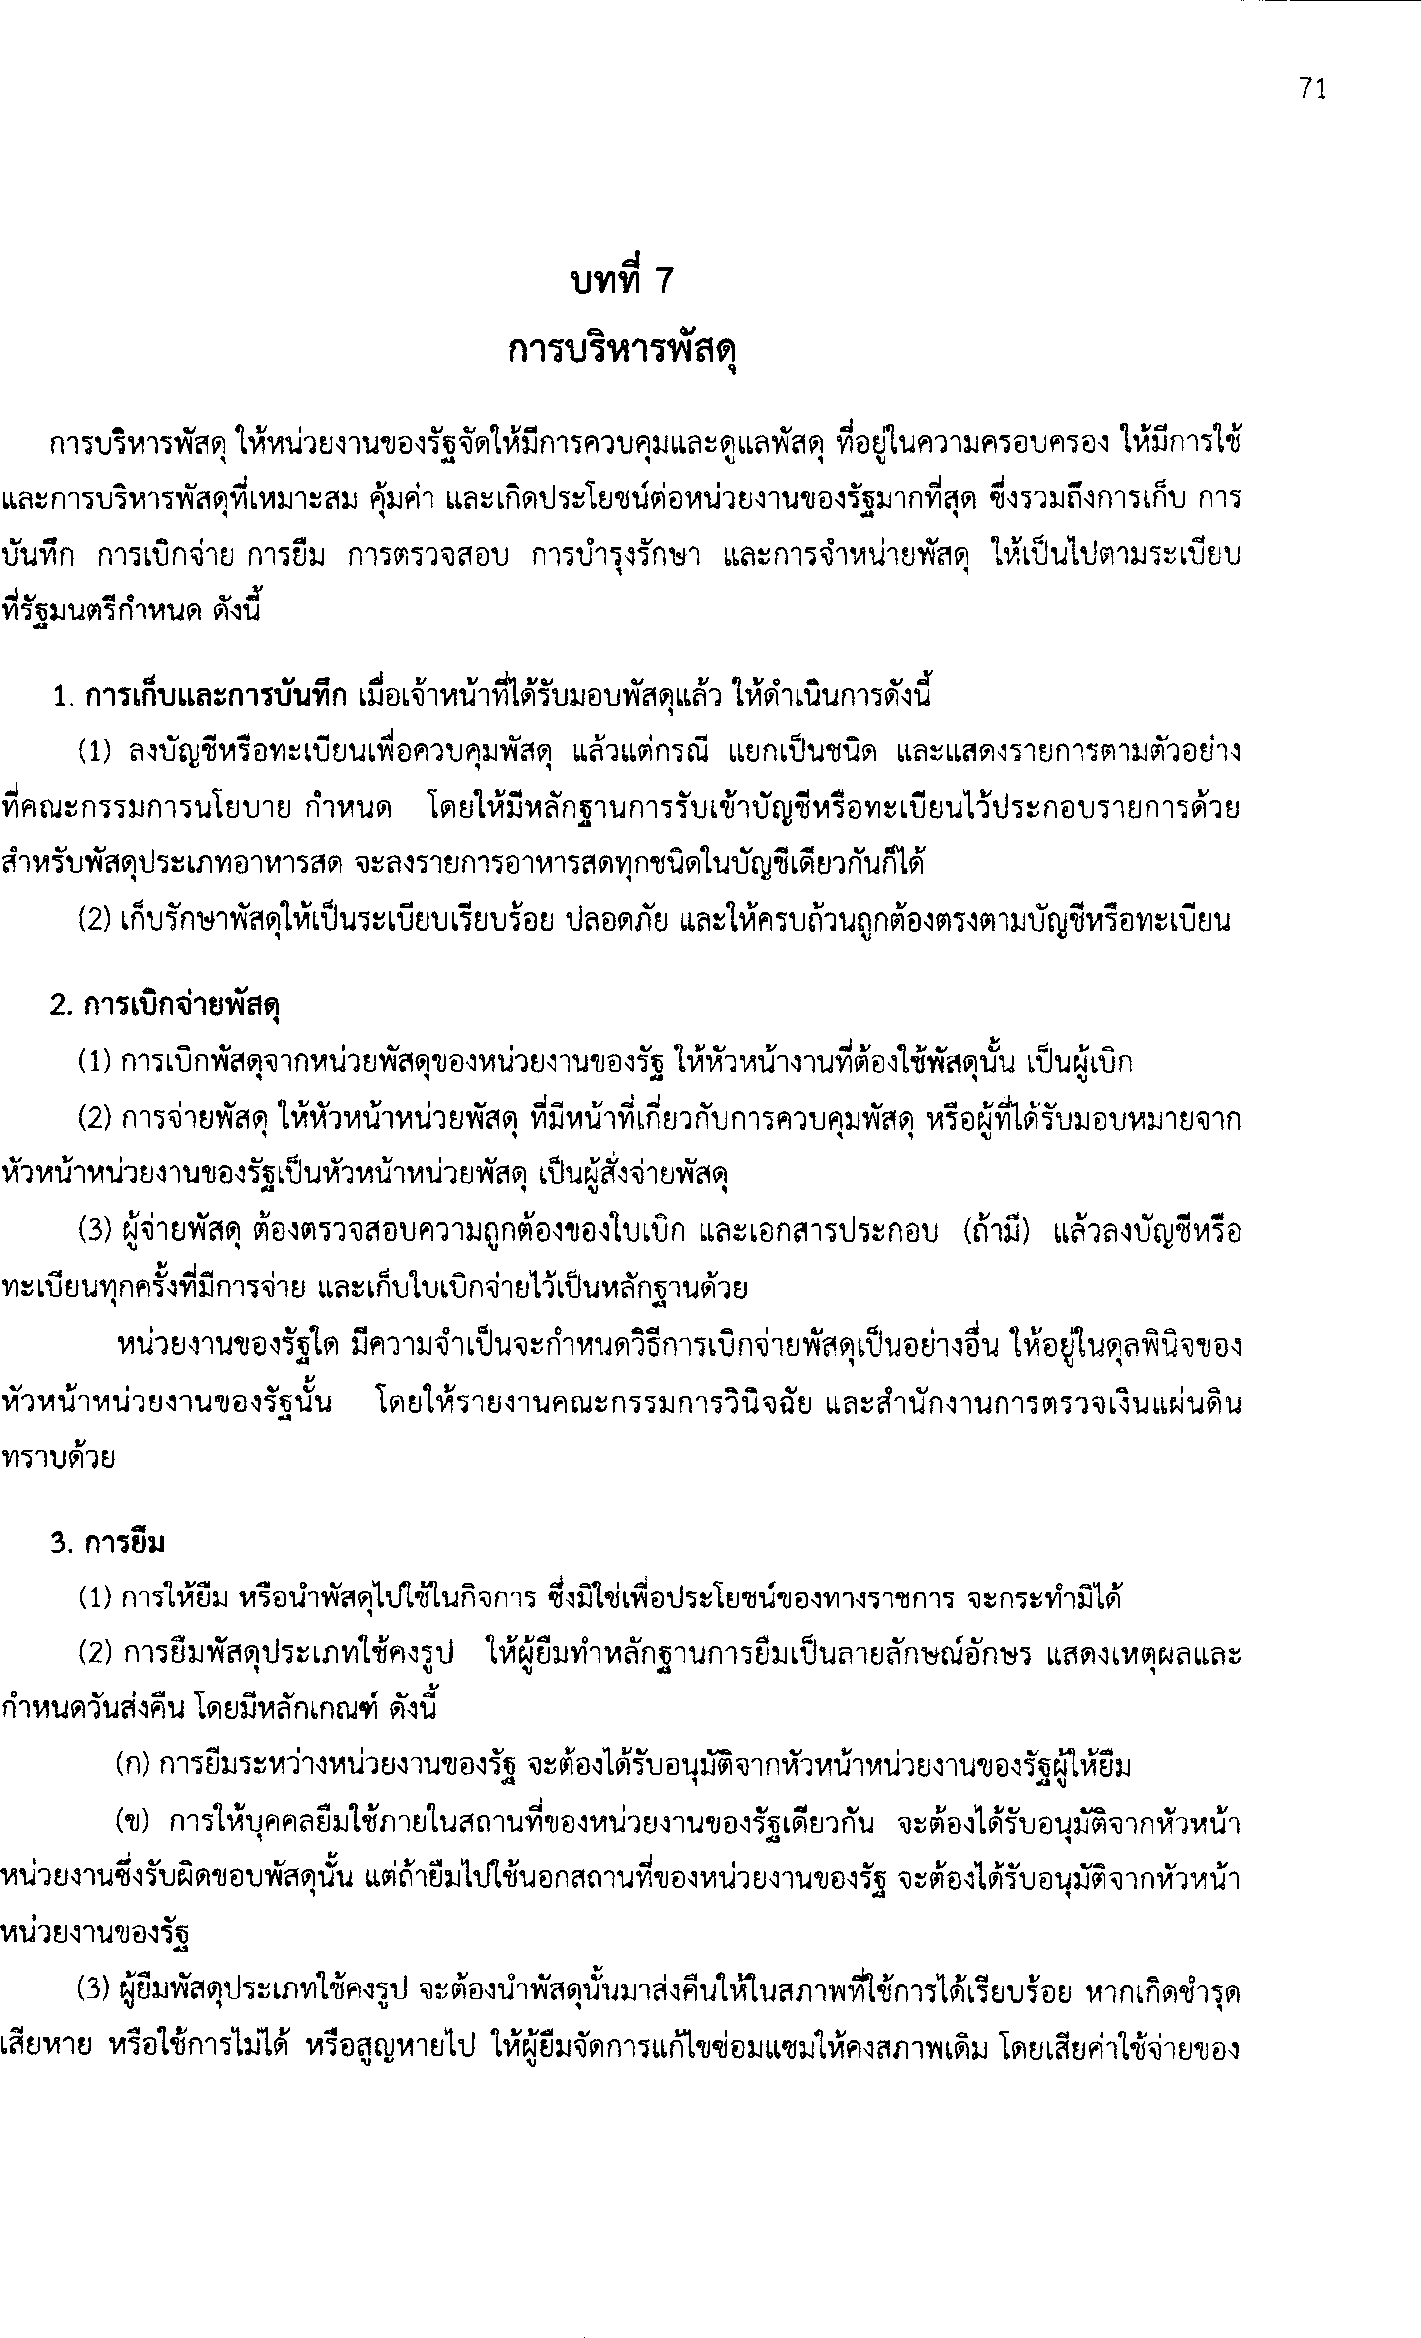 71
บทที่ 7
การบริหารพัสดุ
การบริหารพัสดุ ให้หน่วยงานของรัฐจัดให้มีการควบคุมและดูแลพัสดุ ที่อยู่ในความครอบครอง ให้มีการใช้
และการบริหารพัสดุที่เหมาะสม คุ้มค่า และเกิดประโยชน์ต่อหน่วยงานของรัฐมากที่สุด ซึ่งรวมถึงการเก็บ การ
บันทึก การเบิกจ่าย การยืม การตรวจสอบ การบำรุงรักษา และการจำหน่ายพัสดุ ให้เป็นไปตามระเบียบ
ที่รัฐมนตรีกำหนด ดังนี้
1. การเก็บและการบันทึก เมื่อเจ้าหน้าที่ได้รับมอบพัสดุแล้ว ให้ดำเนินการดังนี้
(1) ลงบัญชีหรือทะเบียนเพื่อควบคุมพัสดุ แล้วแต่กรณี แยกเป็นชนิด และแสดงรายการตามตัวอย่าง
ที่คณะกรรมการนโยบาย กำหนด โดยให้มีหลักฐานการรับเข้าบัญชีหรือทะเบียนไว้ประกอบรายการด้วย
สำหรับพัสดุประเภทอาหารสด จะลงรายการอาหารสดทุกชนิดในบัญชีเดียวกันก็ได้
(2) เก็บรักษาพัสดุให้เป็นระเบียบเรียบร้อย ปลอดภัย และให้ครบถ้วนถูกต้องตรงตามบัญชีหรือทะเบียน
2. การเบิกจ่ายพัสดุ
(1) การเบิกพัสดุจากหน่วยพัสดุของหน่วยงานของรัฐ ให้หัวหน้างานที่ต้องใช้พัสดุนั้น เป็นผู้เบิก
(2) การจ่ายพัสดุ ให้หัวหน้าหน่วยพัสดุ ที่มีหน้าที่เกี่ยวกับการควบคุมพัสดุ หรือผู้ที่ได้รับมอบหมายจาก
หัวหน้าหน่วยงานของรัฐเป็นหัวหน้าหน่วยพัสดุ เป็นผู้สั่งจ่ายพัสดุ
(3) ผู้จ่ายพัสดุ ต้องตรวจสอบความถูกต้องของใบเบิก และเอกสารประกอบ (ถ้ามี) แล้วลงบัญชีหรือ
ทะเบียนทุกครั้งที่มีการจ่าย และเก็บใบเบิกจ่ายไว้เป็นหลักฐานด้วย
หน่วยงานของรัฐใด มีความจำเป็นจะกำหนดวิธีการเบิกจ่ายพัสดุเป็นอย่างอื่น ให้อยู่ในดุลพินิจของ
หัวหน้าหน่วยงานของรัฐนั้น โดยให้รายงานคณะกรรมการวินิจฉัย และสำนักงานการตรวจเงินแผ่นดิน
ทราบด้วย
3. การยืม
(1) การให้ยืม หรือนำพัสดุไปใช้ในกิจการ ซึ่งมิใช่เพื่อประโยชน์ของทางราชการ จะกระทำมิได้
(2) การยืมพัสดุประเภทใช้คงรูป ให้ผู้ยืมทำหลักฐานการยืมเป็นลายลักษณ์อักษร แสดงเหตุผลและ
กำหนดวันส่งคืน โดยมีหลักเกณฑ์ ดังนี้
(ก) การยืมระหว่างหน่วยงานของรัฐ จะต้องได้รับอนุมัติจากหัวหน้าหน่วยงานของรัฐผู้ให้ยืม
(ข) การให้บุคคลยืมใช้ภายในสถานที่ของหน่วยงานของรัฐเดียวกัน จะต้องได้รับอนุมัติจากหัวหน้า
หน่วยงานซึ่งรับผิดชอบพัสดุนั้น แต่ถ้ายืมไปใช้นอกสถานที่ของหน่วยงานของรัฐ จะต้องได้รับอนุมัติจากหัวหน้า
หน่วยงานของรัฐ
(3) ผู้ยืมพัสดุประเภทใช้คงรูป จะต้องนำพัสดุนั้นมาส่งคืนให้ในสภาพที่ใช้การได้เรียบร้อย หากเกิดชำรุด
เสียหาย หรือใช้การไม่ได้ หรือสูญหายไป ให้ผู้ยืมจัดการแก้ไขซ่อมแซมให้คงสภาพเดิม โดยเสียค่าใช้จ่ายของ